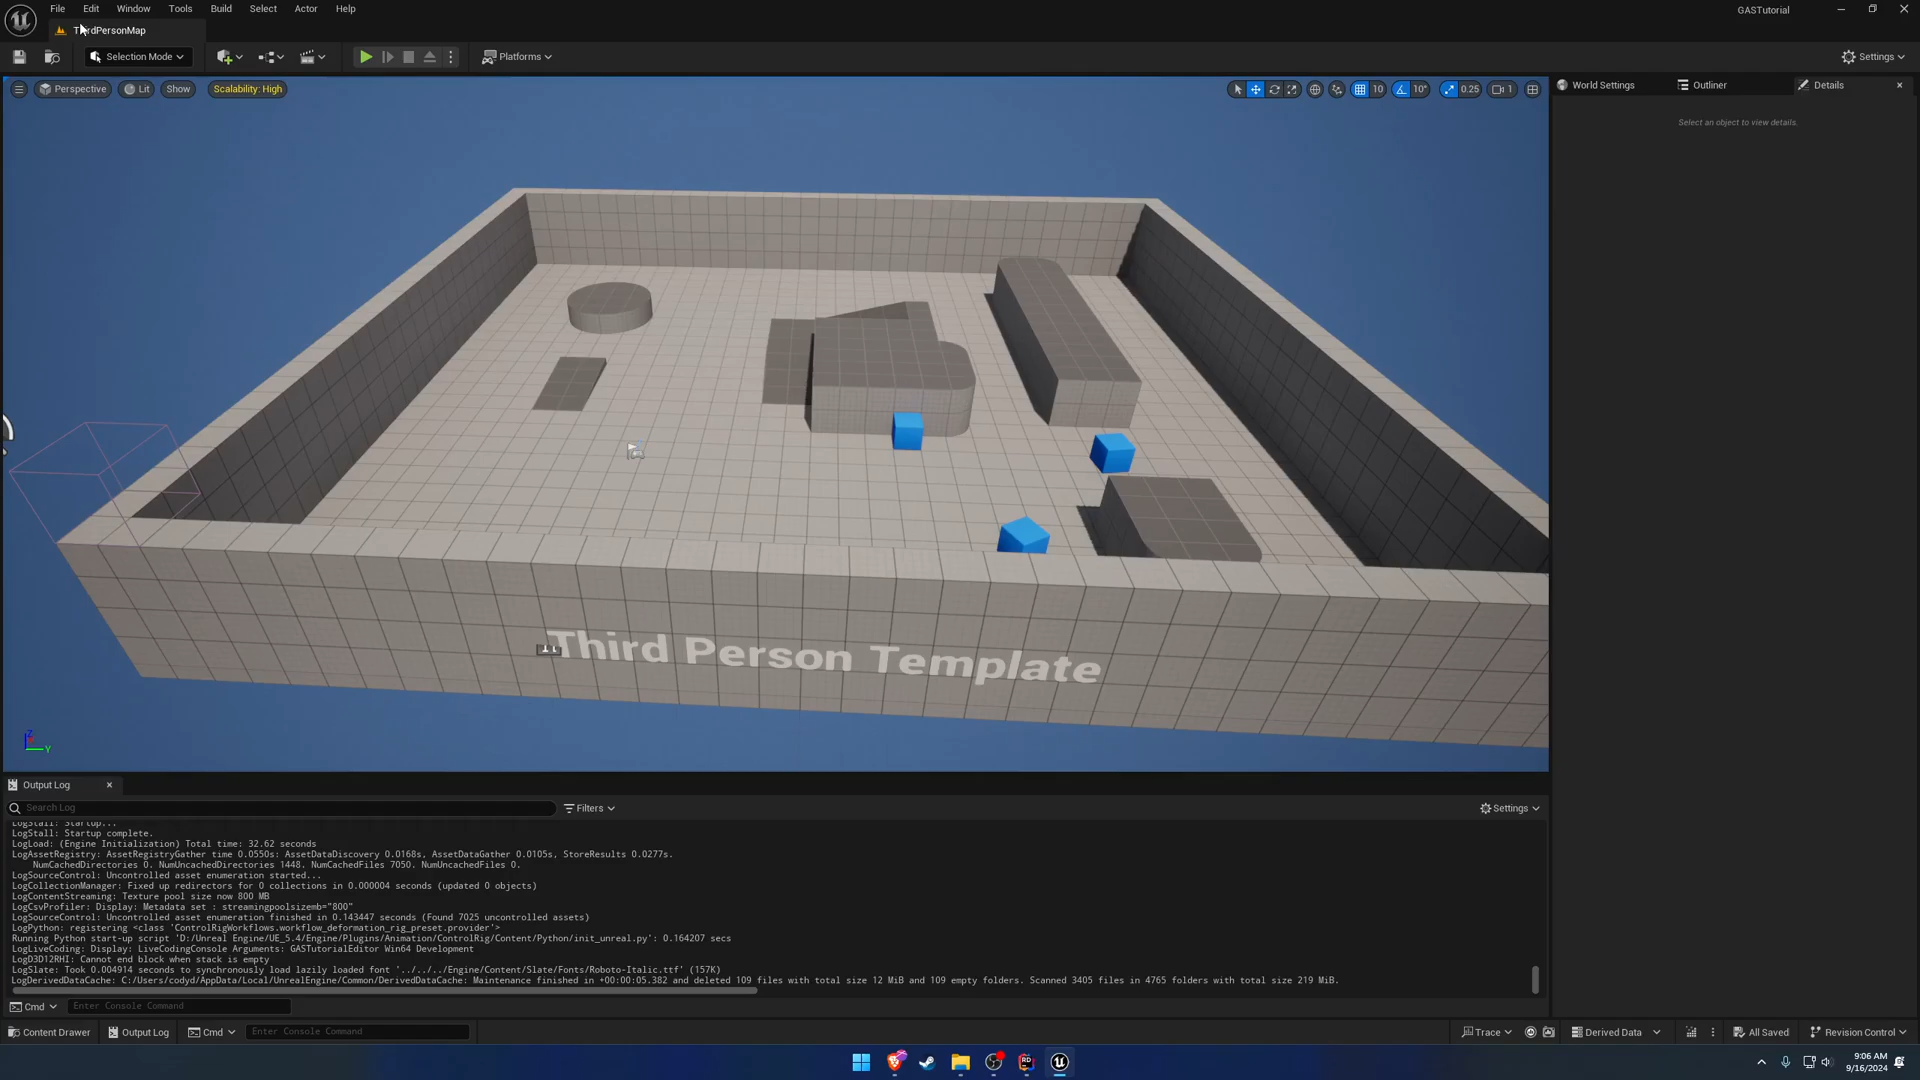 File Edit Window Tools Build Select Actor Help
GASTutorial
ThirdPersonMap
Selection Mode
Platforms
Settings
Perspective
Lit
Show
Scalability: High
10
10°
0.25
1
World Settings
Outliner
Details
Select an object to view details.
Third Person Template
Z
Y
Output Log
Search Log
Filters
Settings
LogStall: Startup...
LogStall: Startup complete.
LogLoad: (Engine Initialization) Total time: 32.62 seconds
LogAssetRegistry: AssetRegistryGather time 0.0550s: AssetDataDiscovery 0.0168s, AssetDataGather 0.0105s, StoreResults 0.0277s.
NumCachedDirectories 0. NumUncachedDirectories 1448. NumCachedFiles 7050. NumUncachedFiles 0.
LogSourceControl: Uncontrolled asset enumeration started...
LogCollectionManager: Fixed up redirectors for 0 collections in 0.000004 seconds (updated 0 objects)
LogContentStreaming: Texture pool size now 800 MB
LogCsvProfiler: Display: Metadata set : streamingpoolsizemb="800"
LogSourceControl: Uncontrolled asset enumeration finished in 0.143447 seconds (Found 7025 uncontrolled assets)
LogPython: registering <class 'ControlRigWorkflows.workflow_deformation_rig_preset.provider'>
Running Python start-up script 'D:/Unreal Engine/UE_5.4/Engine/Plugins/Animation/ControlRig/Content/Python/init_unreal.py': 0.164207 secs
LogLiveCoding: Display: LiveCodingConsole Arguments: GASTutorialEditor Win64 Development
LogD3D12RHI: Cannot end block when stack is empty
LogSlate: Took 0.004914 seconds to synchronously load lazily loaded font '../../../Engine/Content/Slate/Fonts/Roboto-Italic.ttf' (157K)
LogDerivedDataCache: C:/Users/codyd/AppData/Local/UnrealEngine/Common/DerivedDataCache: Maintenance finished in +00:00:05.382 and deleted 109 files with total size 12 MiB and 109 empty folders. Scanned 3405 files in 4765 folders with total size 219 MiB.
Cmd
Enter Console Command
Content Drawer
Output Log
Cmd
Enter Console Command
Trace
Derived Data
All Saved
Revision Control
RD
9:06 AM
9/16/2024